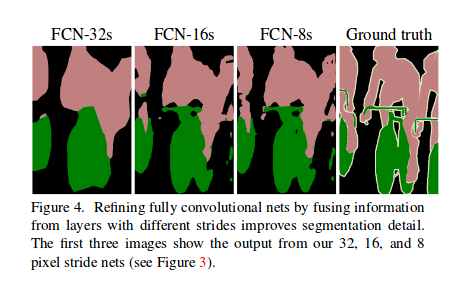 FCN-32s FCN-16s FCN-8s Ground truth
Figure 4. Refining fully convolutional nets by fusing information
from layers with different strides improves segmentation detail.
The first three images show the output from our 32, 16, and 8
pixel stride nets (see Figure 3).